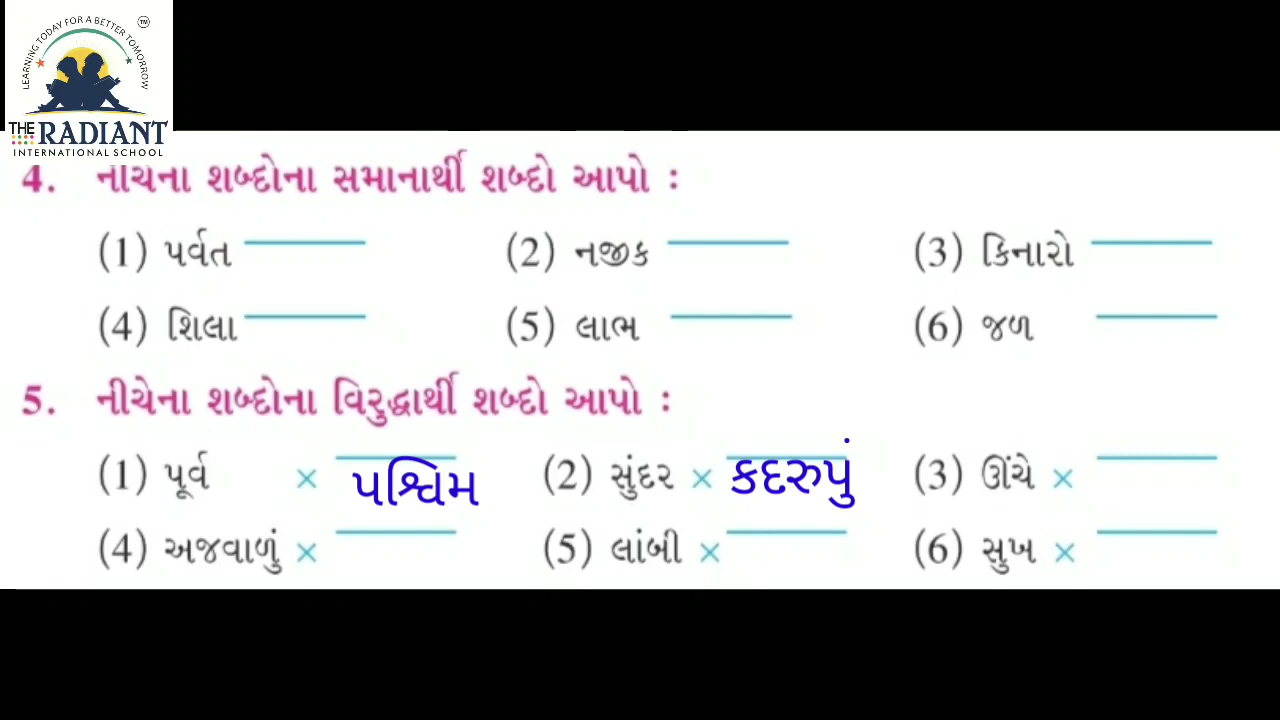 LEARNING TODAY FOR A BETTER TOMORROW
TM
THE RADIANT
INTERNATIONAL SCHOOL
4. નીચેના શબ્દોના સમાનાર્થી શબ્દો આપો :
(1) પર્વત (2) નજીક (3) કિનારો
(4) શિલા (5) લાભ (6) જળ
5. નીચેના શબ્દોના વિરુદ્ધાર્થી શબ્દો આપો :
(1) પૂર્વ × પશ્ચિમ (2) સુંદર × કદરુપું (3) ઊંચે ×
(4) અજવાળું × (5) લાંબી × (6) સુખ ×